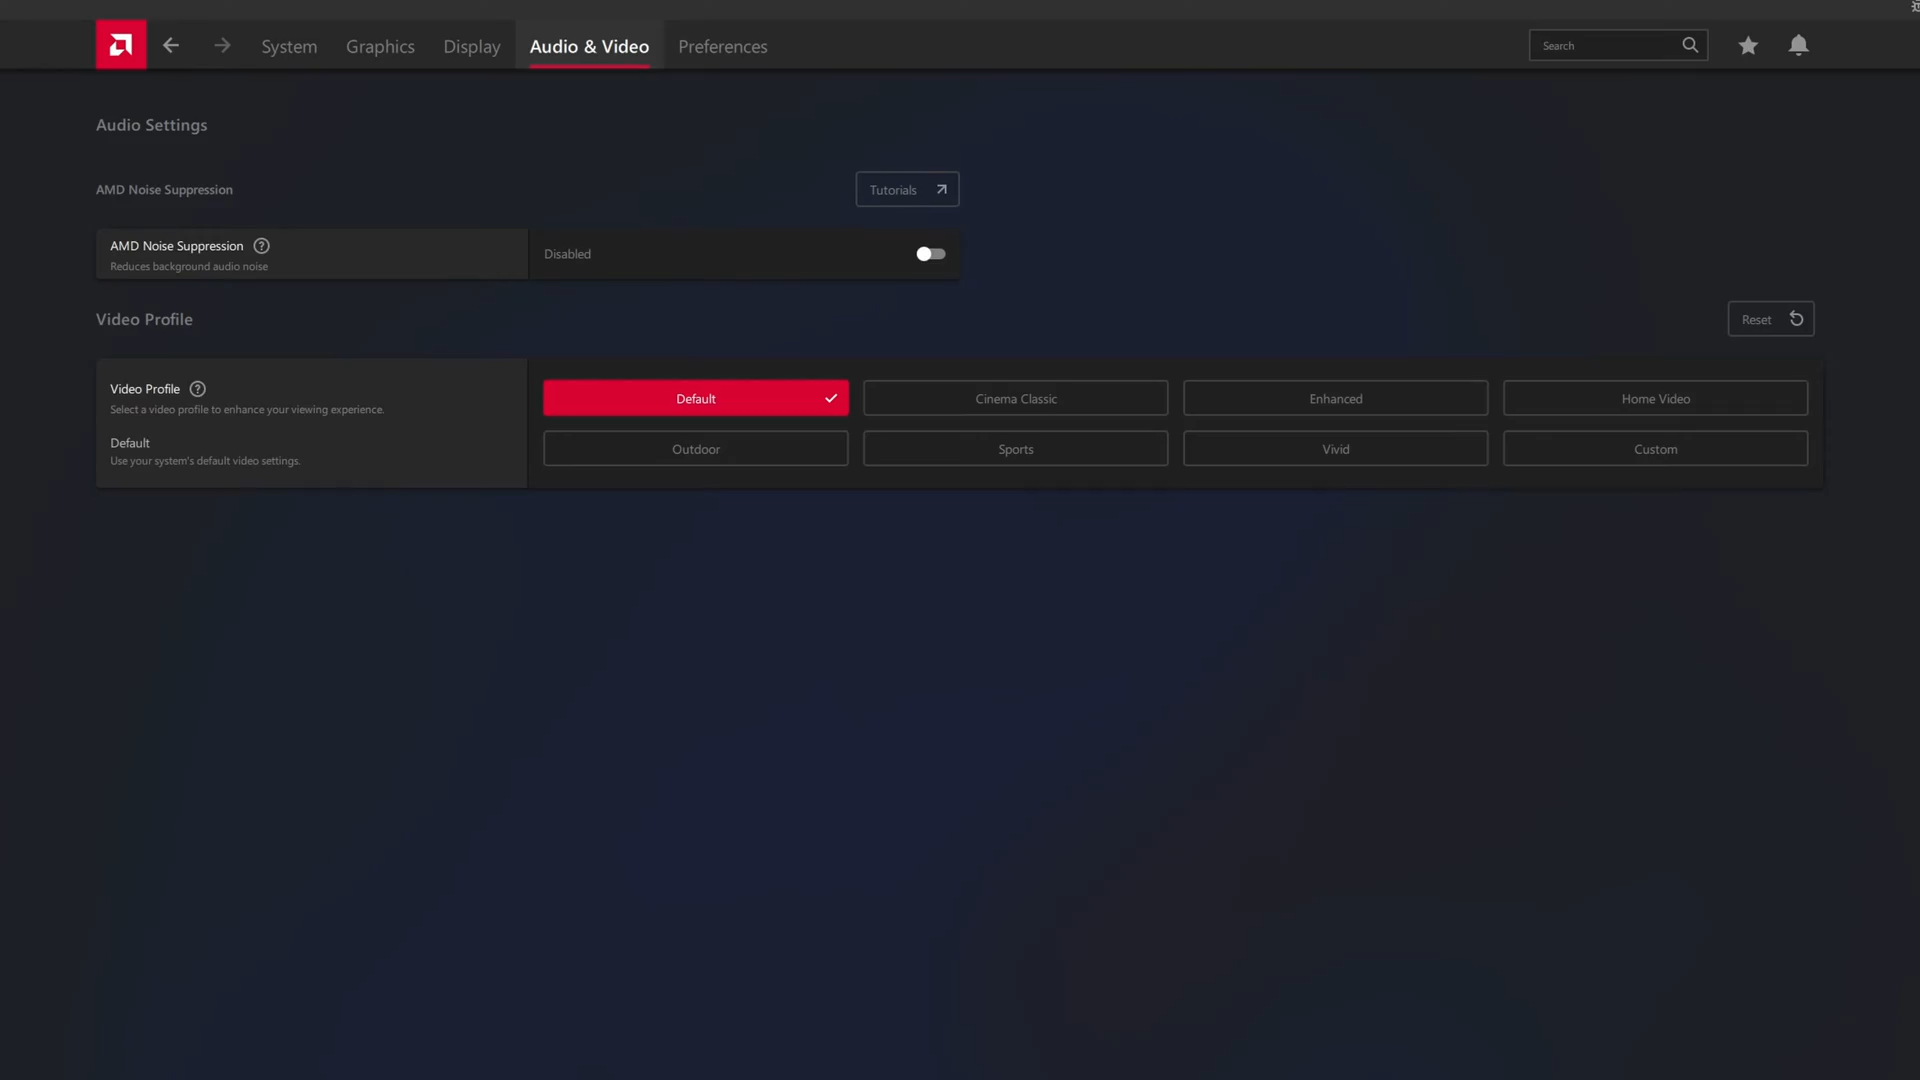 System Graphics Display Audio & Video Preferences Search
Audio Settings
AMD Noise Suppression Tutorials
AMD Noise Suppression Disabled
Reduces background audio noise
Video Profile Reset
Video Profile
Select a video profile to enhance your viewing experience.
Default
Use your system's default video settings.
Default Cinema Classic Enhanced Home Video
Outdoor Sports Vivid Custom